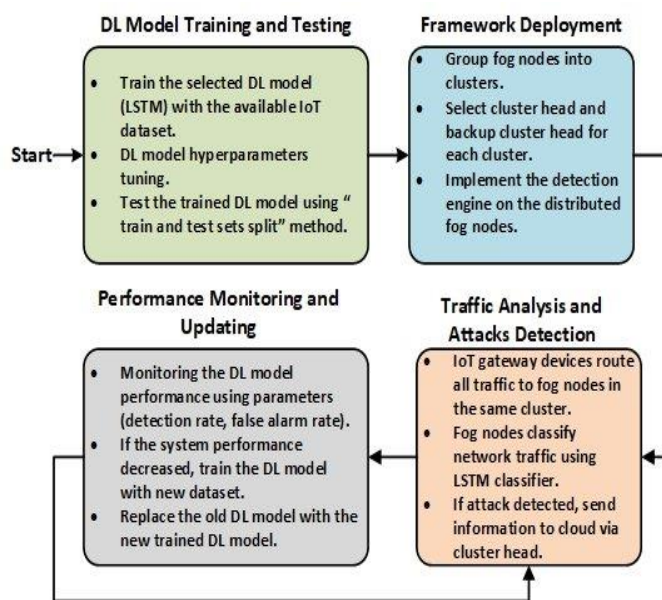 DL Model Training and Testing
• Train the selected DL model
(LSTM) with the available IoT
dataset.
• DL model hyperparameters
tuning.
• Test the trained DL model using “
train and test sets split” method.
Start
Framework Deployment
• Group fog nodes into
clusters.
• Select cluster head and
backup cluster head for
each cluster.
• Implement the detection
engine on the distributed
fog nodes.
Performance Monitoring and
Updating
• Monitoring the DL model
performance using parameters
(detection rate, false alarm rate).
• If the system performance
decreased, train the DL model
with new dataset.
• Replace the old DL model with the
new trained DL model.
Traffic Analysis and
Attacks Detection
• IoT gateway devices route
all traffic to fog nodes in
the same cluster.
• Fog nodes classify
network traffic using
LSTM classifier.
• If attack detected, send
information to cloud via
cluster head.